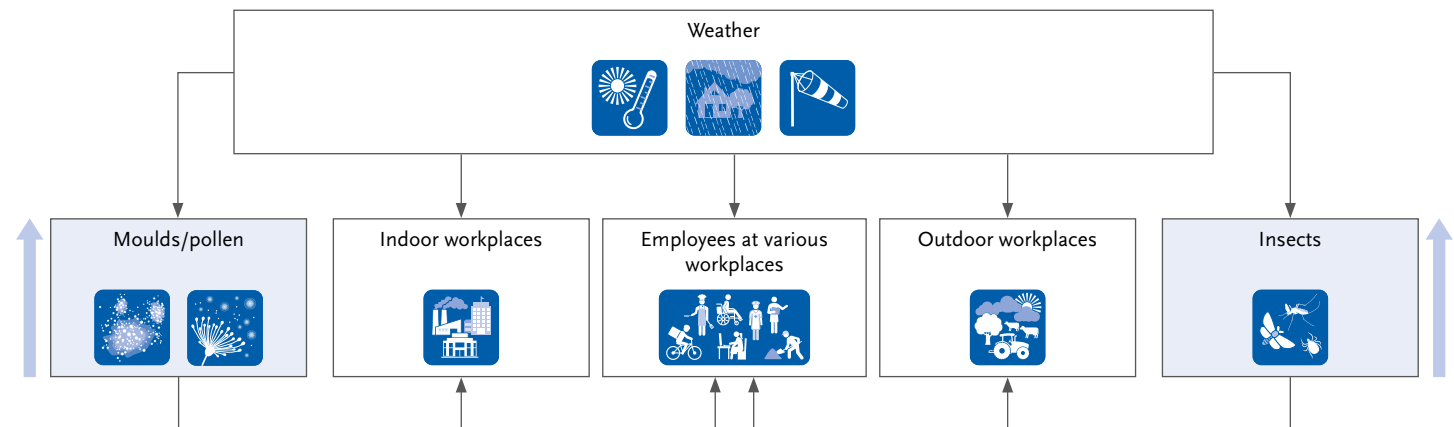 Weather
Moulds/pollen
Indoor workplaces
Employees at various
workplaces
Outdoor workplaces
Insects